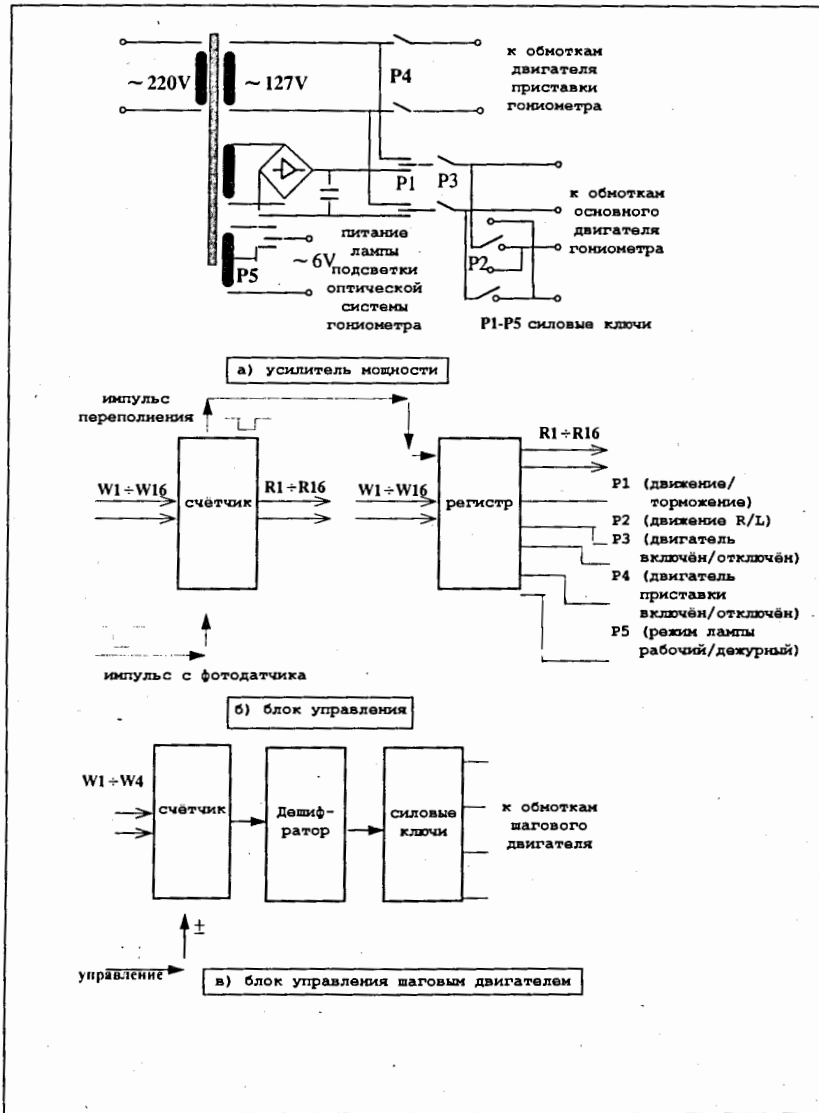 ~ 220V
~ 127V
P4
к обмоткам
двигателя
приставки
гониометра
P1
P3
к обмоткам
основного
двигателя
гониометра
P2
P5
~ 6V
питание
лампы
подсветки
оптической
системы
гониометра
P1-P5 силовые ключи
а) усилитель мощности
импульс
переполнения
W1÷W16
счётчик
R1÷R16
W1÷W16
регистр
R1÷R16
P1 (движение/
торможение)
P2 (движение R/L)
P3 (двигатель
включён/отключён)
P4 (двигатель
приставки
включён/отключён)
P5 (режим лампы
рабочий/дежурный)
импульс с фотодатчика
б) блок управления
W1÷W4
счётчик
Дешиф-
ратор
силовые
ключи
к обмоткам
шагового
двигателя
±
управление
в) блок управления шаговым двигателем